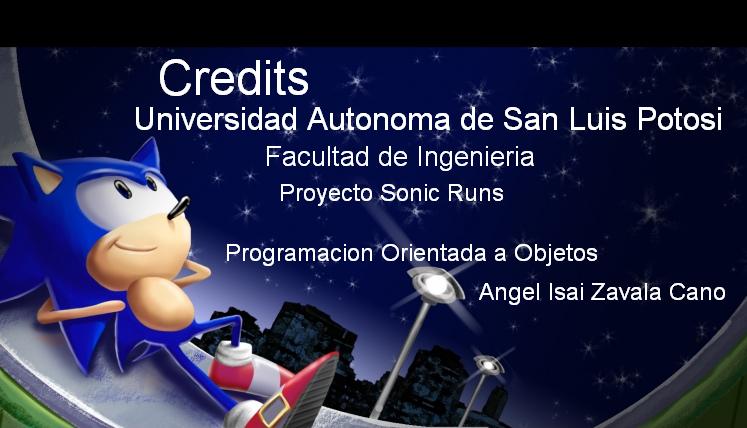 Credits
Universidad Autonoma de San Luis Potosi
Facultad de Ingenieria
Proyecto Sonic Runs
Programacion Orientada a Objetos
Angel Isai Zavala Cano